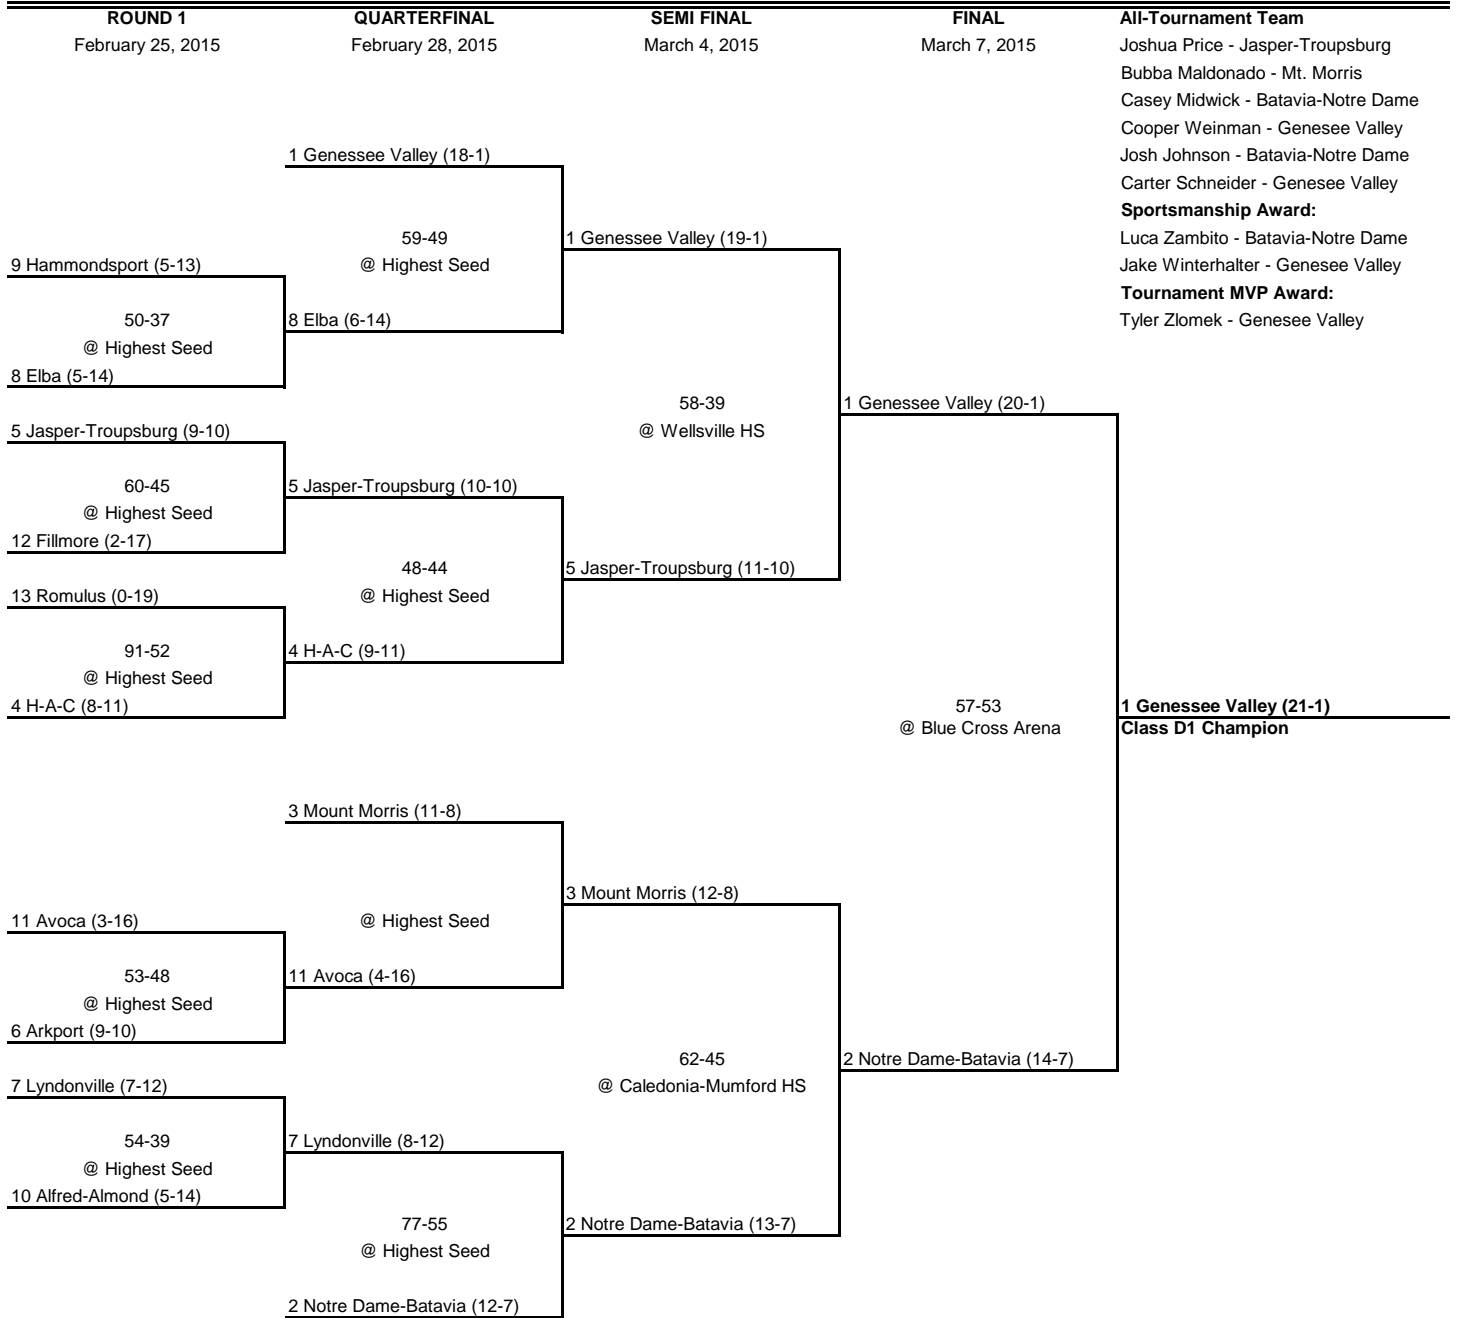 ROUND 1 QUARTERFINAL SEMI FINAL FINAL All-Tournament Team
February 25, 2015 February 28, 2015 March 4, 2015 March 7, 2015 Joshua Price - Jasper-Troupsburg
Bubba Maldonado - Mt. Morris
Casey Midwick - Batavia-Notre Dame
Cooper Weinman - Genesee Valley
1 Genessee Valley (18-1) Josh Johnson - Batavia-Notre Dame
Carter Schneider - Genesee Valley
Sportsmanship Award:
59-49 1 Genessee Valley (19-1) Luca Zambito - Batavia-Notre Dame
9 Hammondsport (5-13) @ Highest Seed Jake Winterhalter - Genesee Valley
Tournament MVP Award:
50-37 8 Elba (6-14) Tyler Zlomek - Genesee Valley
@ Highest Seed
8 Elba (5-14)
58-39 1 Genessee Valley (20-1)
5 Jasper-Troupsburg (9-10) @ Wellsville HS
60-45 5 Jasper-Troupsburg (10-10)
@ Highest Seed
12 Fillmore (2-17)
48-44 5 Jasper-Troupsburg (11-10)
13 Romulus (0-19) @ Highest Seed
91-52 4 H-A-C (9-11)
@ Highest Seed
4 H-A-C (8-11) 57-53 1 Genessee Valley (21-1)
@ Blue Cross Arena Class D1 Champion
3 Mount Morris (11-8)
3 Mount Morris (12-8)
11 Avoca (3-16) @ Highest Seed
53-48 11 Avoca (4-16)
@ Highest Seed
6 Arkport (9-10)
62-45 2 Notre Dame-Batavia (14-7)
7 Lyndonville (7-12) @ Caledonia-Mumford HS
54-39 7 Lyndonville (8-12)
@ Highest Seed
10 Alfred-Almond (5-14)
77-55 2 Notre Dame-Batavia (13-7)
@ Highest Seed
2 Notre Dame-Batavia (12-7)